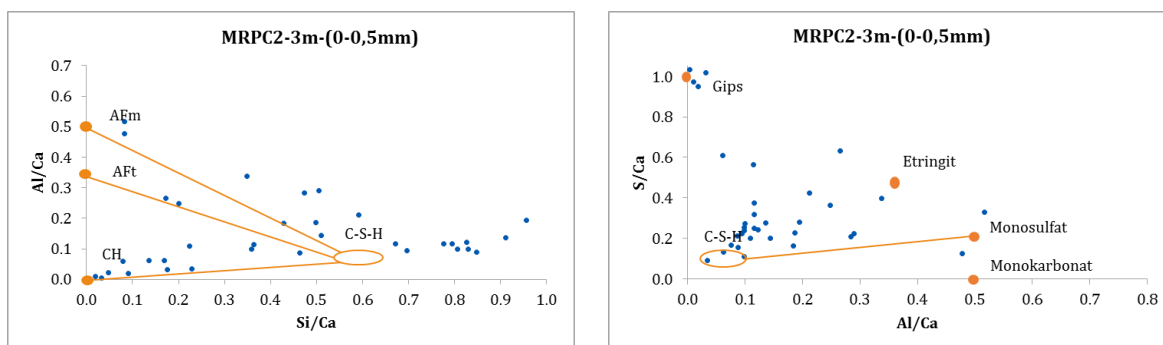 MRPC2-3m-(0-0,5mm)
0.7
0.6
0.5
0.4
0.3
0.2
0.1
0.0
Al/Ca
AFm
AFt
CH
C-S-H
0.0 0.1 0.2 0.3 0.4 0.5 0.6 0.7 0.8 0.9 1.0
Si/Ca
MRPC2-3m-(0-0,5mm)
1.0
0.8
0.6
0.4
0.2
0.0
S/Ca
Gips
Etringit
C-S-H
Monosulfat
Monokarbonat
0.0 0.1 0.2 0.3 0.4 0.5 0.6 0.7 0.8
Al/Ca